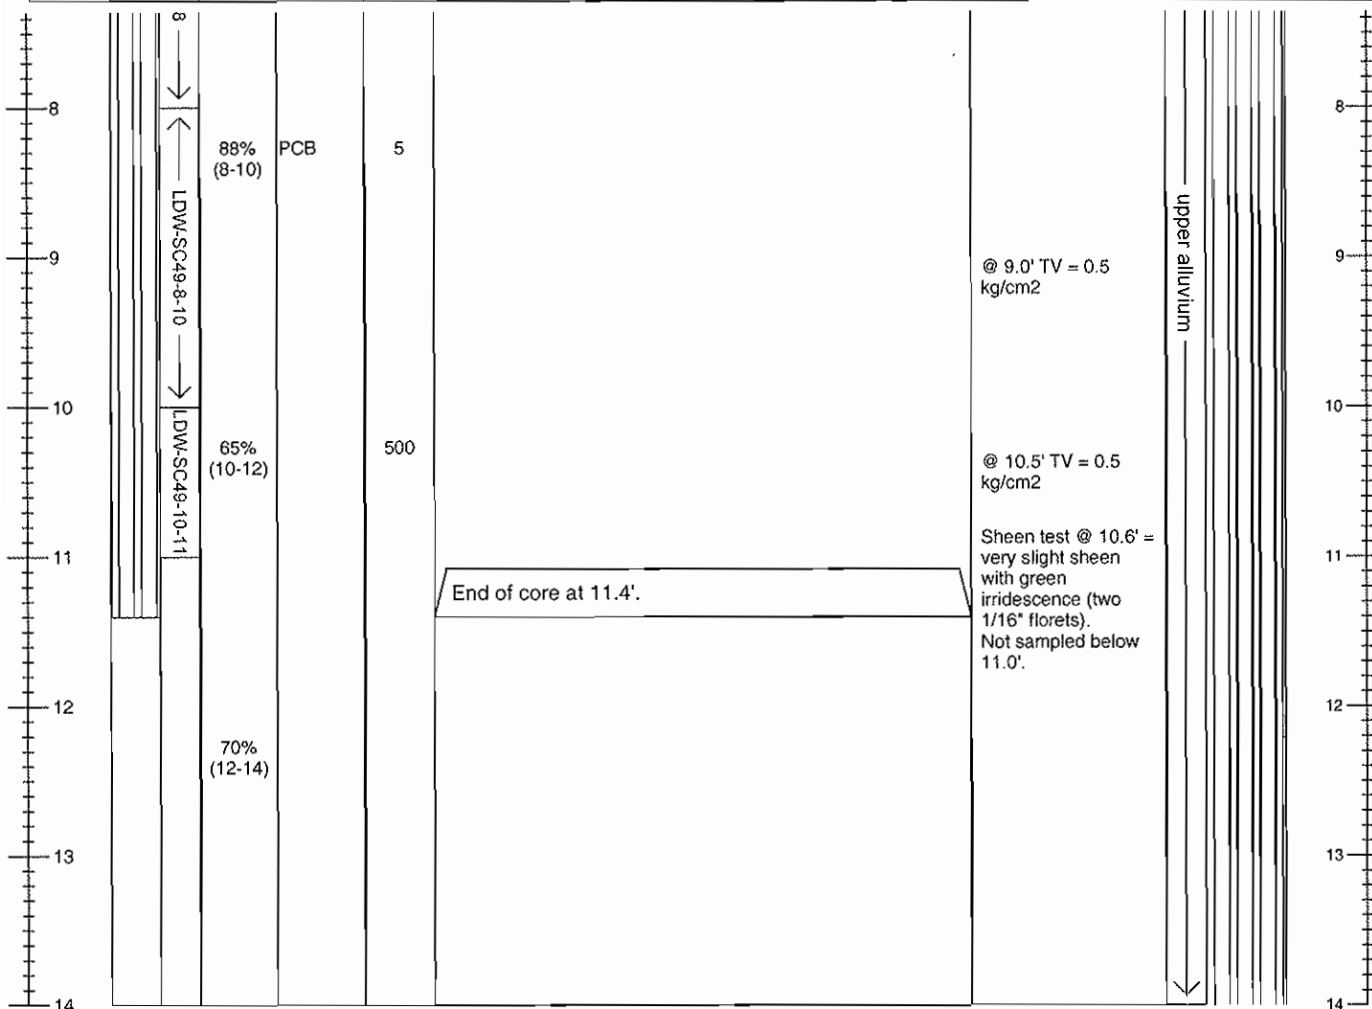 8
8
LDW-SC49-8-10
88%
(8-10)
PCB
5
upper alluvium
8
9
@ 9.0' TV = 0.5
kg/cm2
9
10
LDW-SC49-10-11
65%
(10-12)
500
@ 10.5' TV = 0.5
kg/cm2
10
11
Sheen test @ 10.6' =
very slight sheen
with green
irridescence (two
1/16" florets).
Not sampled below
11.0'.
11
End of core at 11.4'.
12
70%
(12-14)
12
13
13
14
14